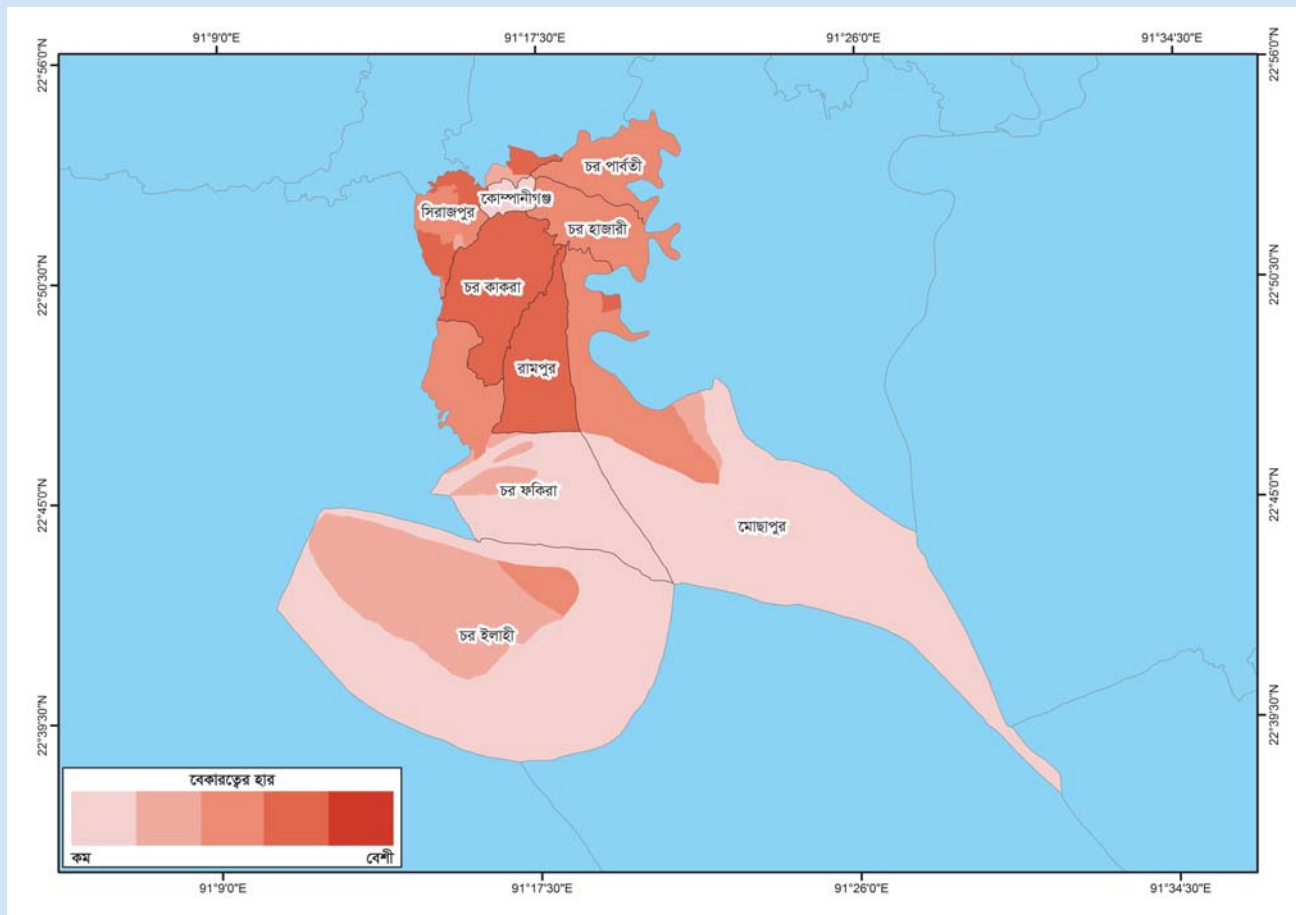 91°9'0"E 91°17'30"E 91°26'0"E 91°34'30"E
22°56'0"N 22°56'0"N
চর পার্বতী
কোম্পানীগঞ্জ
সিরাজপুর
চর হাজারী
22°50'30"N 22°50'30"N
চর কাকরা
রামপুর
চর ফকিরা
22°45'0"N 22°45'0"N
মোছাপুর
চর ইলাহী
22°39'30"N 22°39'30"N
বেকারত্বের হার
কম বেশী
91°9'0"E 91°17'30"E 91°26'0"E 91°34'30"E